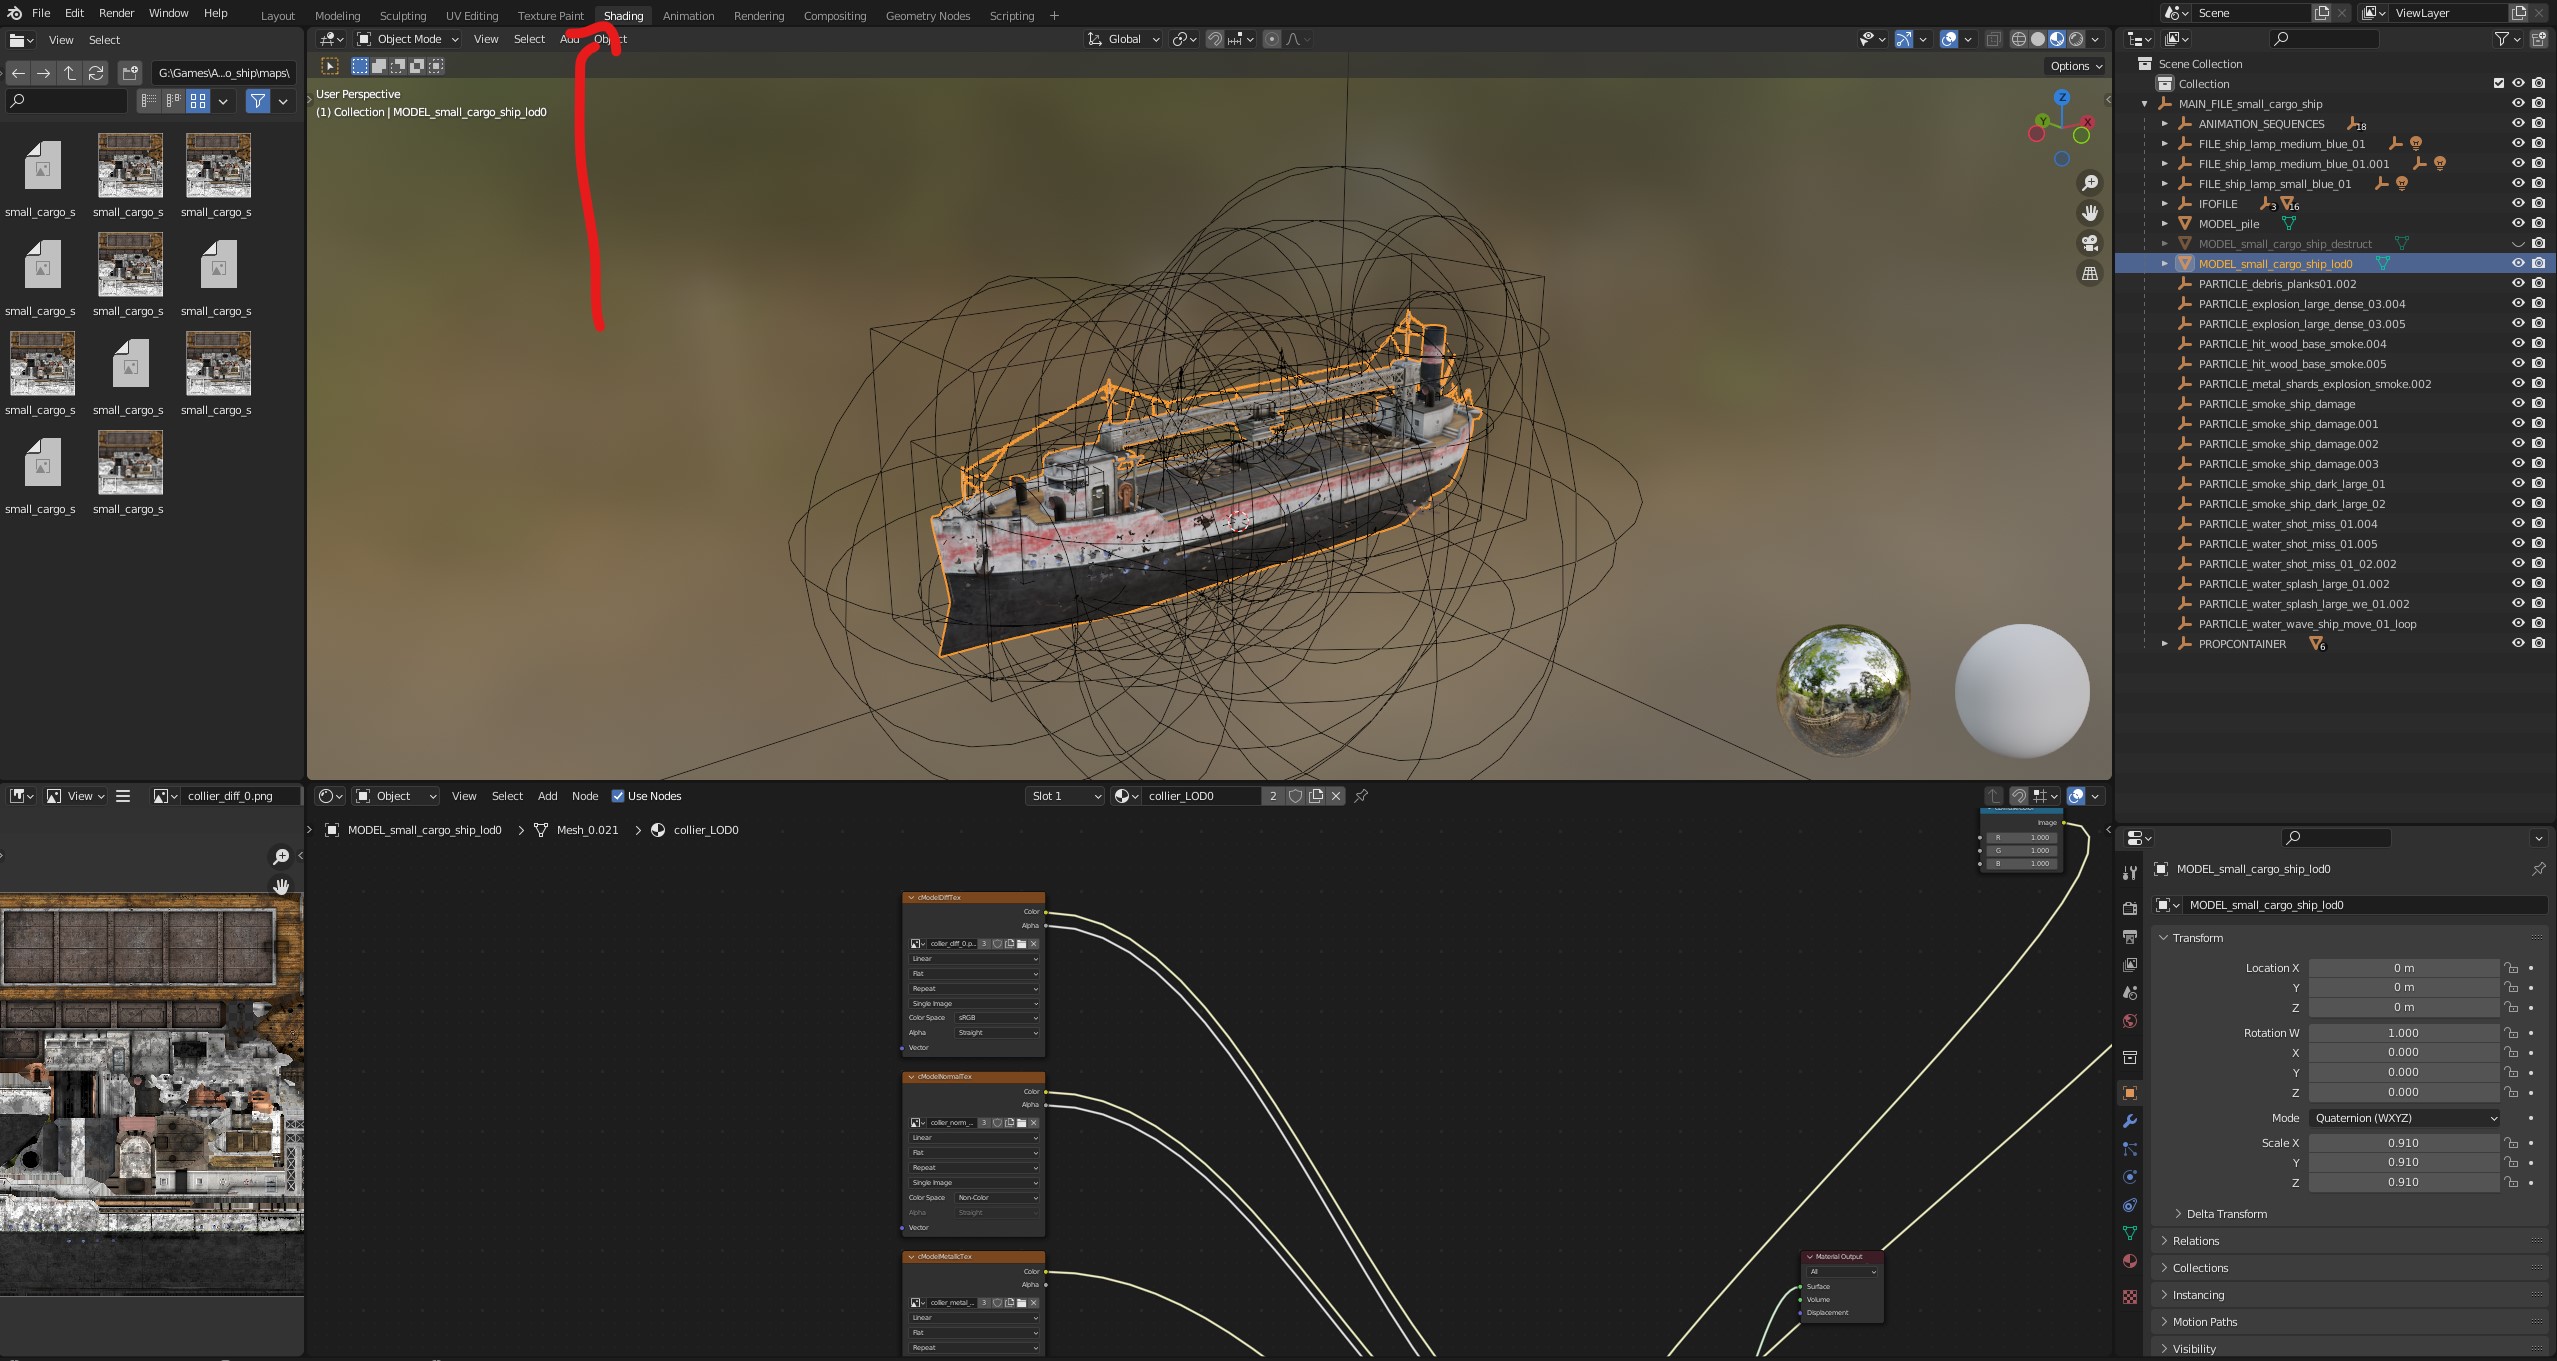 File Edit Render Window Help
Layout Modeling Sculpting UV Editing Texture Paint Shading Animation Rendering Compositing Geometry Nodes Scripting +
Scene
ViewLayer
View Select
G:\Games\A...o_ship\maps\
small_cargo_s small_cargo_s small_cargo_s
small_cargo_s small_cargo_s small_cargo_s
small_cargo_s small_cargo_s small_cargo_s
small_cargo_s small_cargo_s
Object Mode View Select Add Object
Global
Options
User Perspective
(1) Collection | MODEL_small_cargo_ship_lod0
Z
Y
X
Scene Collection
Collection
MAIN_FILE_small_cargo_ship
ANIMATION_SEQUENCES 18
FILE_ship_lamp_medium_blue_01
FILE_ship_lamp_medium_blue_01.001
FILE_ship_lamp_small_blue_01
IFOFILE 3 16
MODEL_pile
MODEL_small_cargo_ship_destruct
MODEL_small_cargo_ship_lod0
PARTICLE_debris_planks01.002
PARTICLE_explosion_large_dense_03.004
PARTICLE_explosion_large_dense_03.005
PARTICLE_hit_wood_base_smoke.004
PARTICLE_hit_wood_base_smoke.005
PARTICLE_metal_shards_explosion_smoke.002
PARTICLE_smoke_ship_damage
PARTICLE_smoke_ship_damage.001
PARTICLE_smoke_ship_damage.002
PARTICLE_smoke_ship_damage.003
PARTICLE_smoke_ship_dark_large_01
PARTICLE_smoke_ship_dark_large_02
PARTICLE_water_shot_miss_01.004
PARTICLE_water_shot_miss_01.005
PARTICLE_water_shot_miss_01_02.002
PARTICLE_water_splash_large_01.002
PARTICLE_water_splash_large_we_01.002
PARTICLE_water_wave_ship_move_01_loop
PROPCONTAINER 6
View
collier_diff_0.png
Object View Select Add Node Use Nodes
Slot 1
collier_LOD0 2
MODEL_small_cargo_ship_lod0 > Mesh_0.021 > collier_LOD0
Image
R 1.000
G 1.000
B 1.000
cModelDiffTex
Color
Alpha
collier_diff_0.p... 3
Linear
Flat
Repeat
Single Image
Color Space sRGB
Alpha Straight
Vector
cModelNormalTex
Color
Alpha
collier_norm_... 3
Linear
Flat
Repeat
Single Image
Color Space Non-Color
Alpha Straight
Vector
cModelMetallicTex
Color
Alpha
collier_metal_... 3
Linear
Flat
Repeat
Material Output
All
Surface
Volume
Displacement
MODEL_small_cargo_ship_lod0
MODEL_small_cargo_ship_lod0
Transform
Location X 0 m
Y 0 m
Z 0 m
Rotation W 1.000
X 0.000
Y 0.000
Z 0.000
Mode Quaternion (WXYZ)
Scale X 0.910
Y 0.910
Z 0.910
Delta Transform
Relations
Collections
Instancing
Motion Paths
Visibility